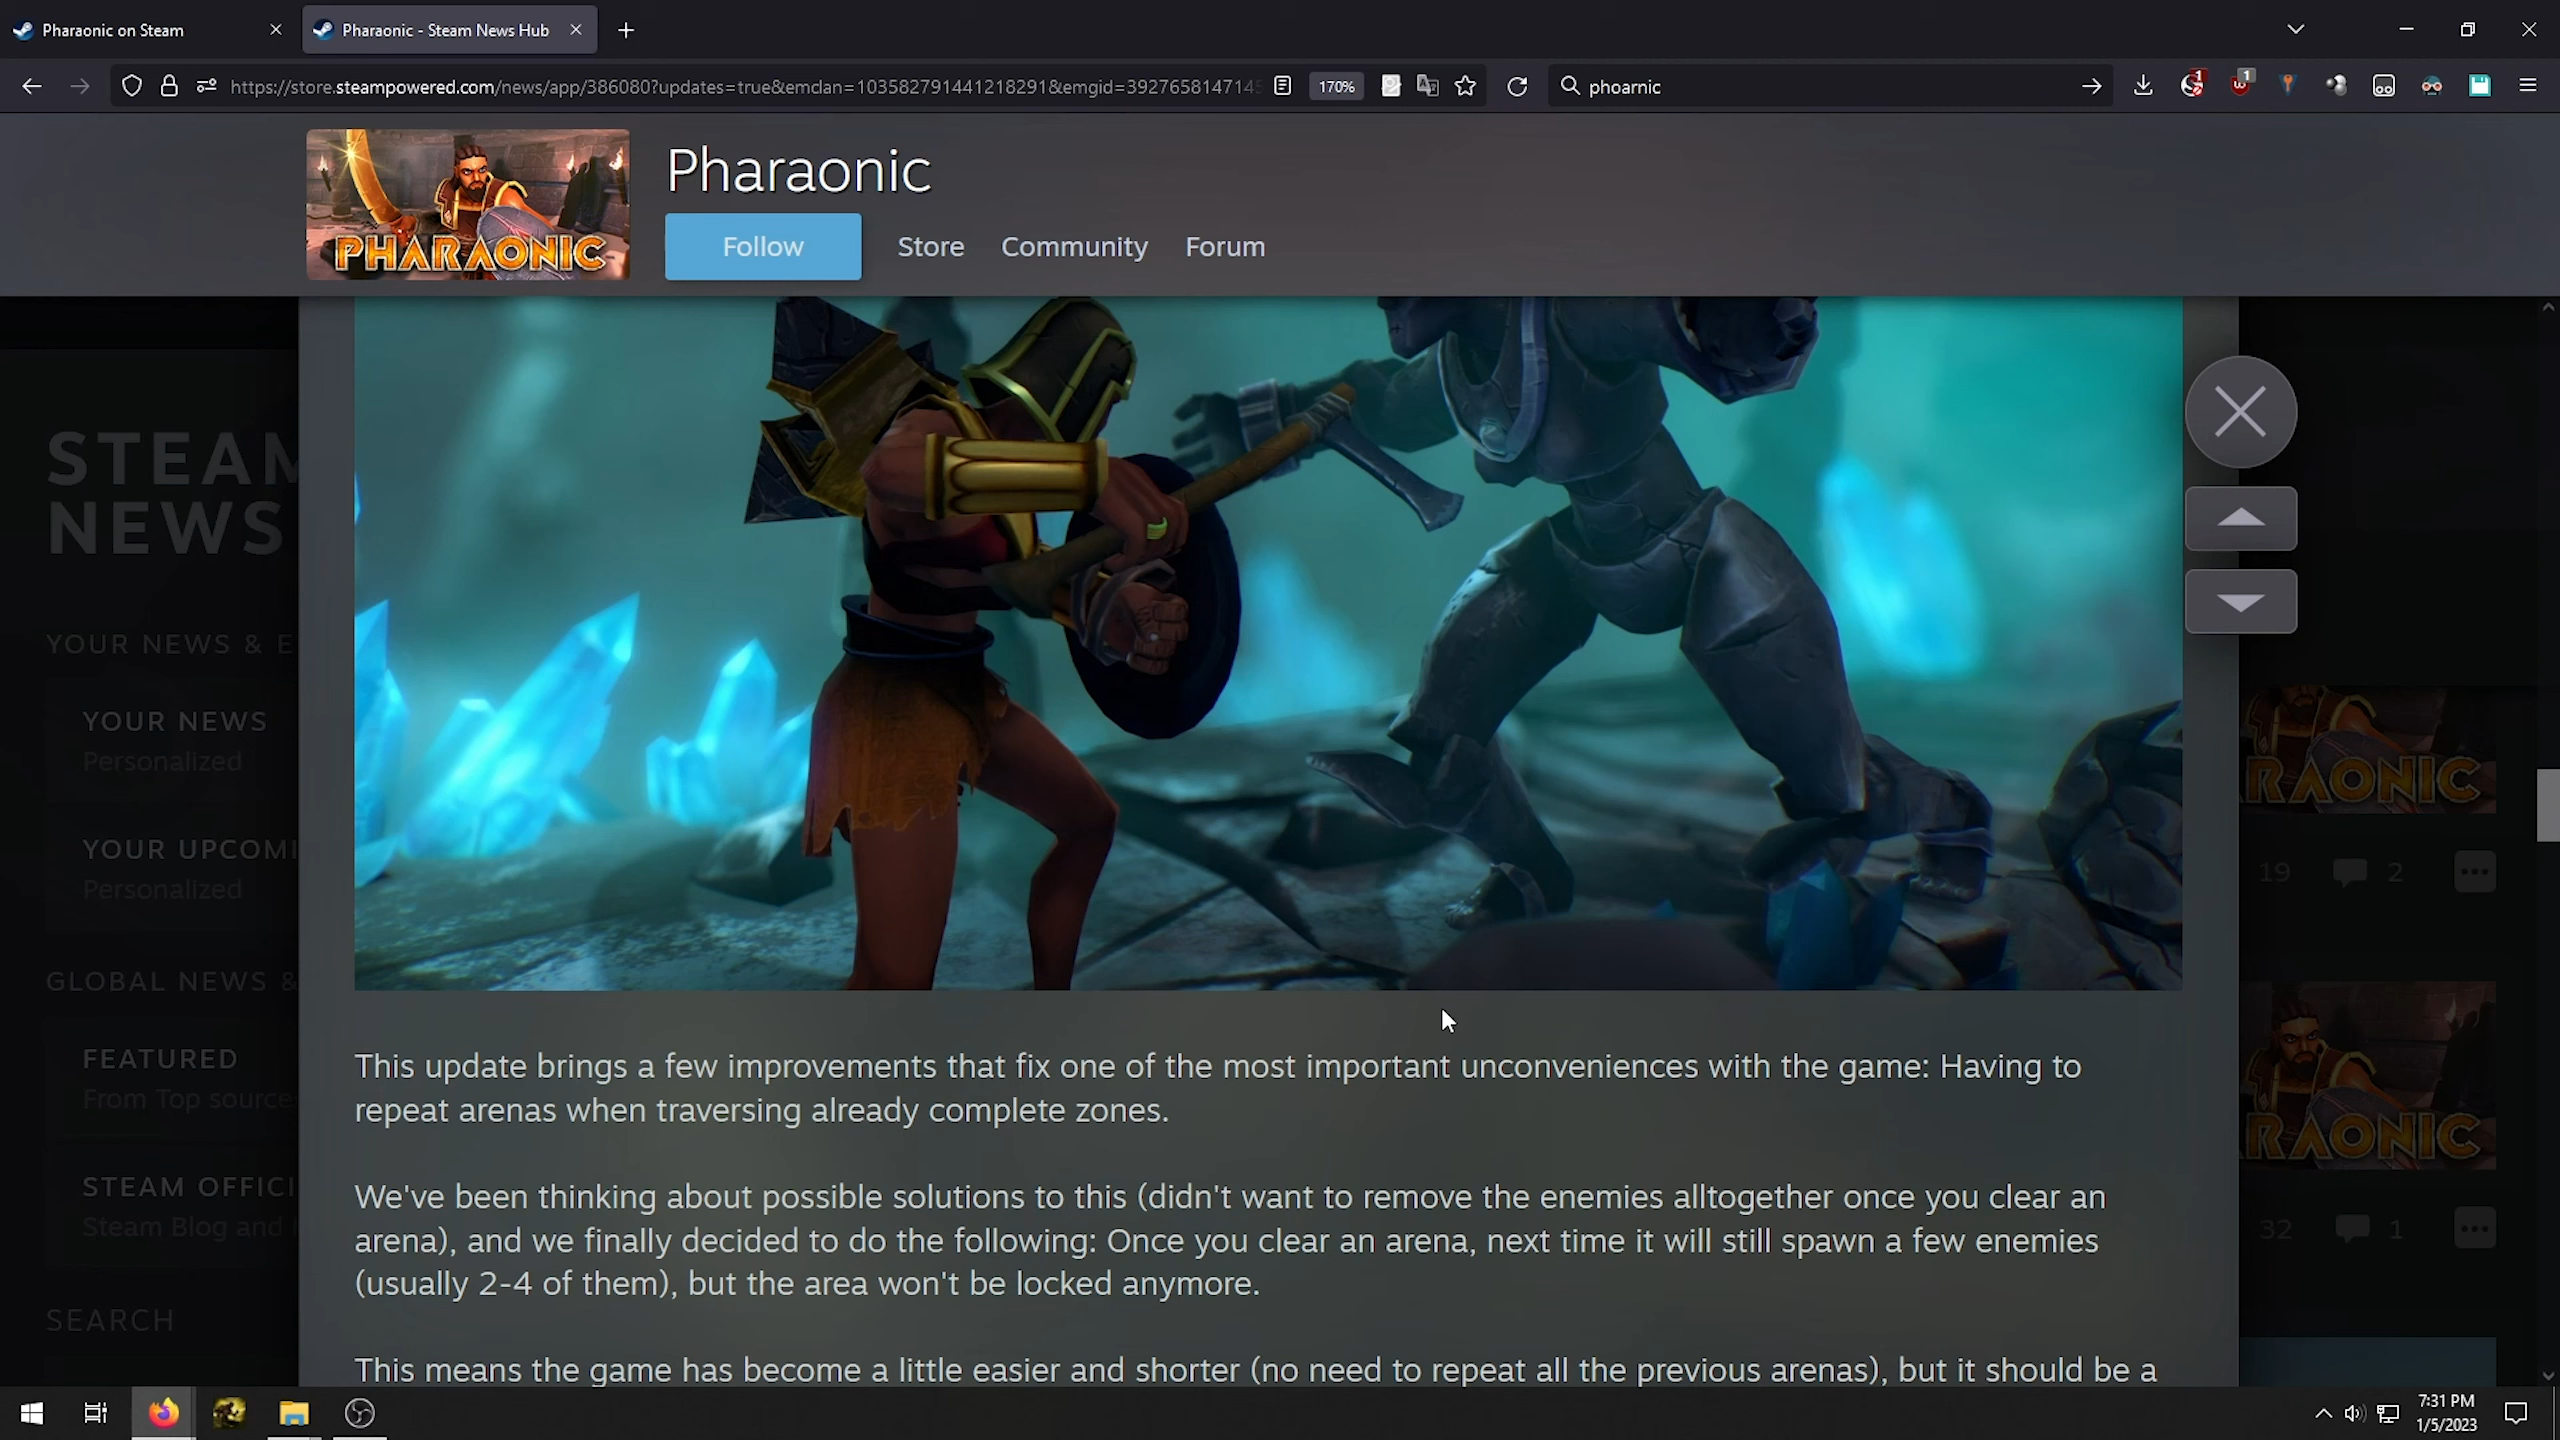 Pharaonic on Steam
Pharaonic - Steam News Hub
https://store.steampowered.com/news/app/386080?updates=true&emclan=103582791441218291&emgid=3927658147145
170%
phoarnic
1
1
Pharaonic
PHARAONIC
Follow
Store
Community
Forum
STEAM
NEWS
YOUR NEWS & E
YOUR NEWS
Personalized
YOUR UPCOMI
Personalized
GLOBAL NEWS &
FEATURED
From Top source
STEAM OFFICI
Steam Blog and
SEARCH
This update brings a few improvements that fix one of the most important unconveniences with the game: Having to
repeat arenas when traversing already complete zones.
We've been thinking about possible solutions to this (didn't want to remove the enemies alltogether once you clear an
arena), and we finally decided to do the following: Once you clear an arena, next time it will still spawn a few enemies
(usually 2-4 of them), but the area won't be locked anymore.
This means the game has become a little easier and shorter (no need to repeat all the previous arenas), but it should be a
RAONIC
19
2
RAONIC
32
1
7:31 PM
1/5/2023